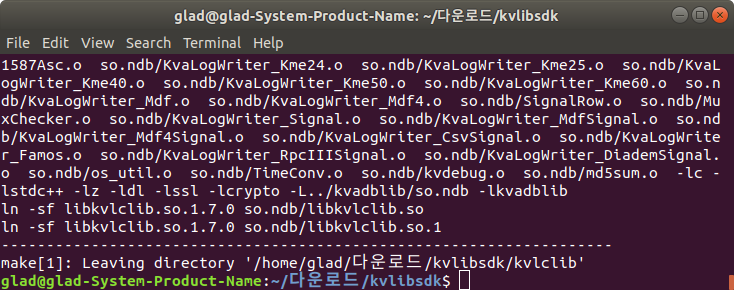 glad@glad-System-Product-Name: ~/다운로드/kvlibsdk
File Edit View Search Terminal Help
1587Asc.o  so.ndb/KvaLogWriter_Kme24.o  so.ndb/KvaLogWriter_Kme25.o  so.ndb/KvaL
ogWriter_Kme40.o  so.ndb/KvaLogWriter_Kme50.o  so.ndb/KvaLogWriter_Kme60.o  so.n
db/KvaLogWriter_Mdf.o  so.ndb/KvaLogWriter_Mdf4.o  so.ndb/SignalRow.o  so.ndb/Mu
xChecker.o  so.ndb/KvaLogWriter_Signal.o  so.ndb/KvaLogWriter_MdfSignal.o  so.nd
b/KvaLogWriter_Mdf4Signal.o  so.ndb/KvaLogWriter_CsvSignal.o  so.ndb/KvaLogWrite
r_Famos.o  so.ndb/KvaLogWriter_RpcIIISignal.o  so.ndb/KvaLogWriter_DiademSignal.
o  so.ndb/os_util.o  so.ndb/TimeConv.o  so.ndb/kvdebug.o  so.ndb/md5sum.o  -lc -
lstdc++ -lz -ldl -lssl -lcrypto -L../kvadblib/so.ndb -lkvadblib
ln -sf libkvlclib.so.1.7.0 so.ndb/libkvlclib.so
ln -sf libkvlclib.so.1.7.0 so.ndb/libkvlclib.so.1
--------------------------------------------------------------------
make[1]: Leaving directory '/home/glad/다운로드/kvlibsdk/kvlclib'
glad@glad-System-Product-Name:~/다운로드/kvlibsdk$